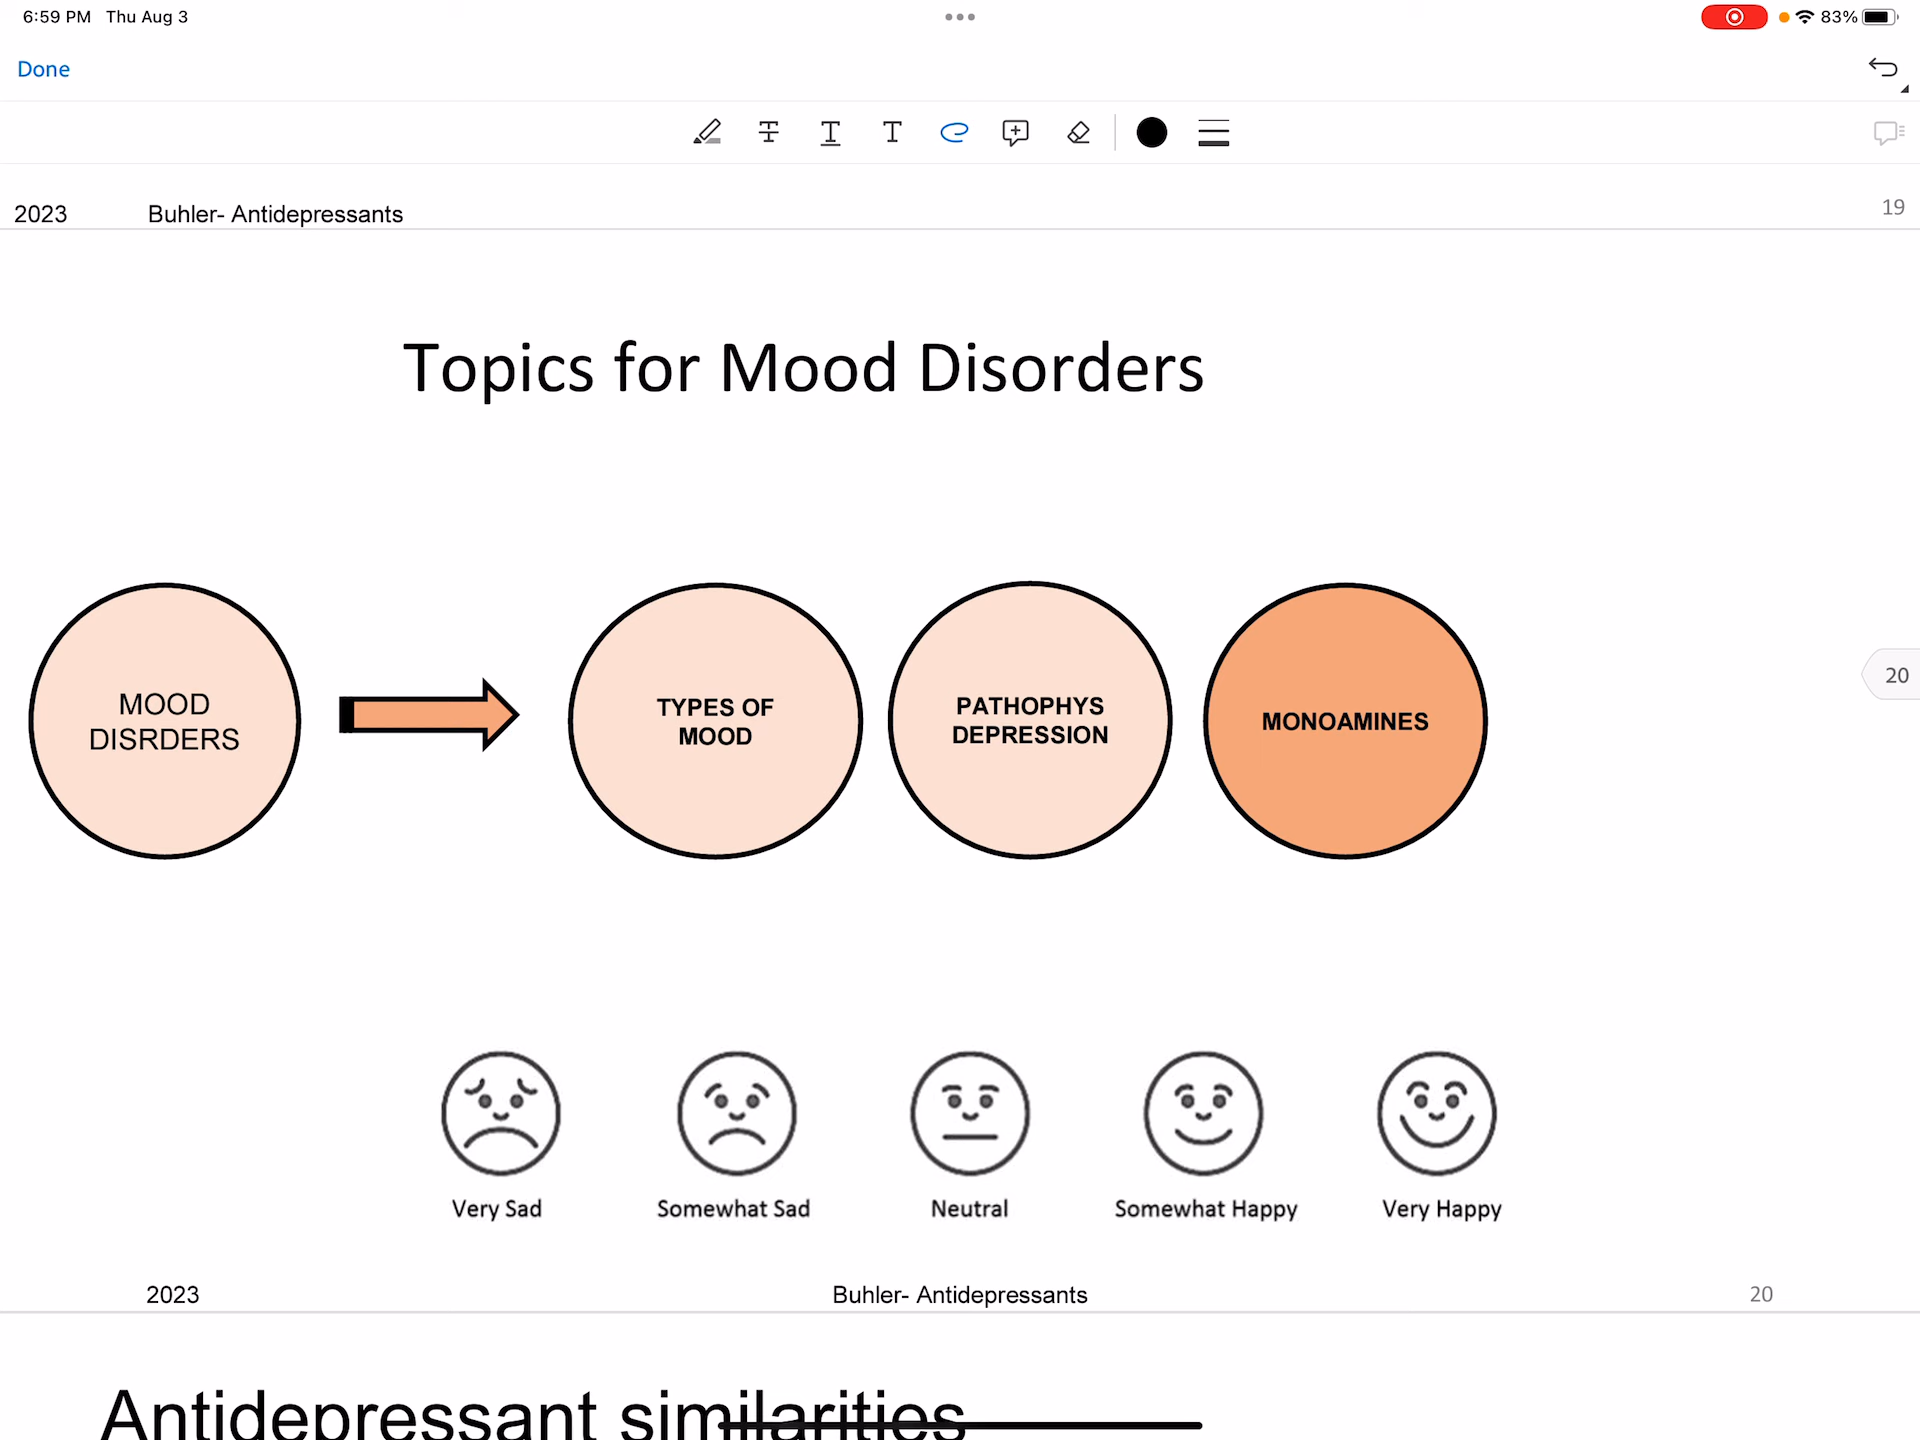 6:59 PM Thu Aug 3
83%
Done
2023 Buhler- Antidepressants 19
Topics for Mood Disorders
MOOD
DISRDERS
TYPES OF
MOOD
PATHOPHYS
DEPRESSION
MONOAMINES
20
Very Sad Somewhat Sad Neutral Somewhat Happy Very Happy
2023 Buhler- Antidepressants 20
Antidepressant similarities